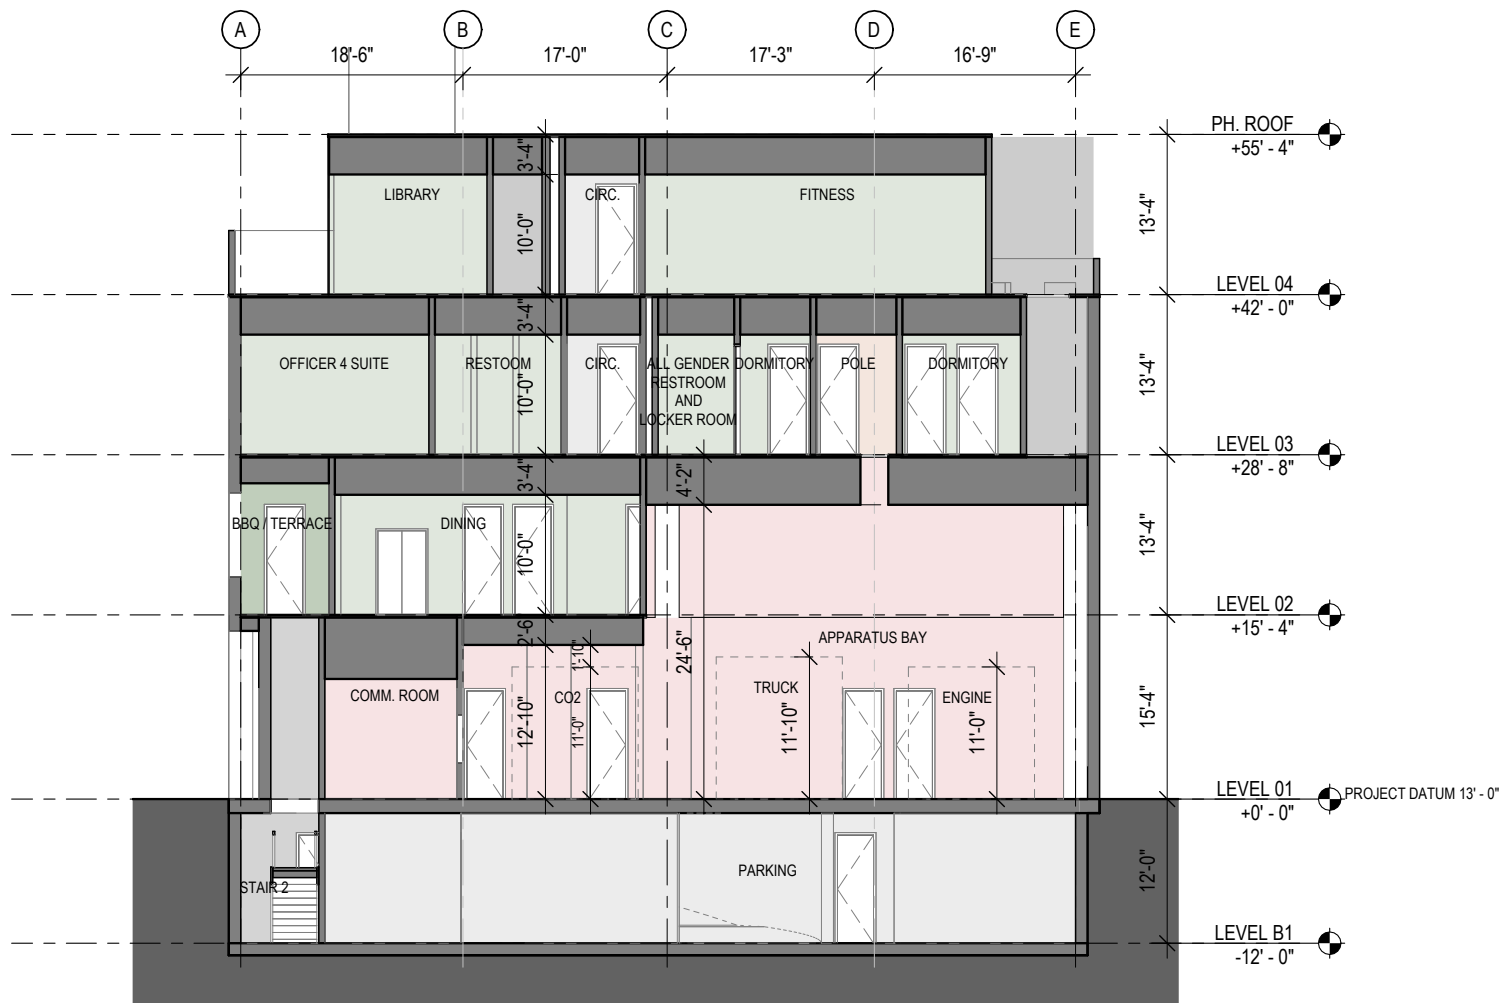 A B C D E
18'-6" 17'-0" 17'-3" 16'-9"
PH. ROOF
+55' - 4"
3'-4"
LIBRARY CIRC. FITNESS
10'-0"
13'-4"
LEVEL 04
+42' - 0"
3'-4"
OFFICER 4 SUITE RESTOOM CIRC. ALL GENDER DORMITORY POLE DORMITORY
RESTROOM
AND
LOCKER ROOM
10'-0"
13'-4"
LEVEL 03
+28' - 8"
3'-4"
4'-2"
BBQ / TERRACE DINING
10'-0"
13'-4"
LEVEL 02
+15' - 4"
2'-6
1'-10"
24'-6"
APPARATUS BAY
COMM. ROOM CO2 TRUCK ENGINE
12'-10"
11'-0"
11'-10"
11'-0"
15'-4"
LEVEL 01
+0' - 0"
PROJECT DATUM 13' - 0"
STAIR 2
PARKING
12'-0"
LEVEL B1
-12' - 0"